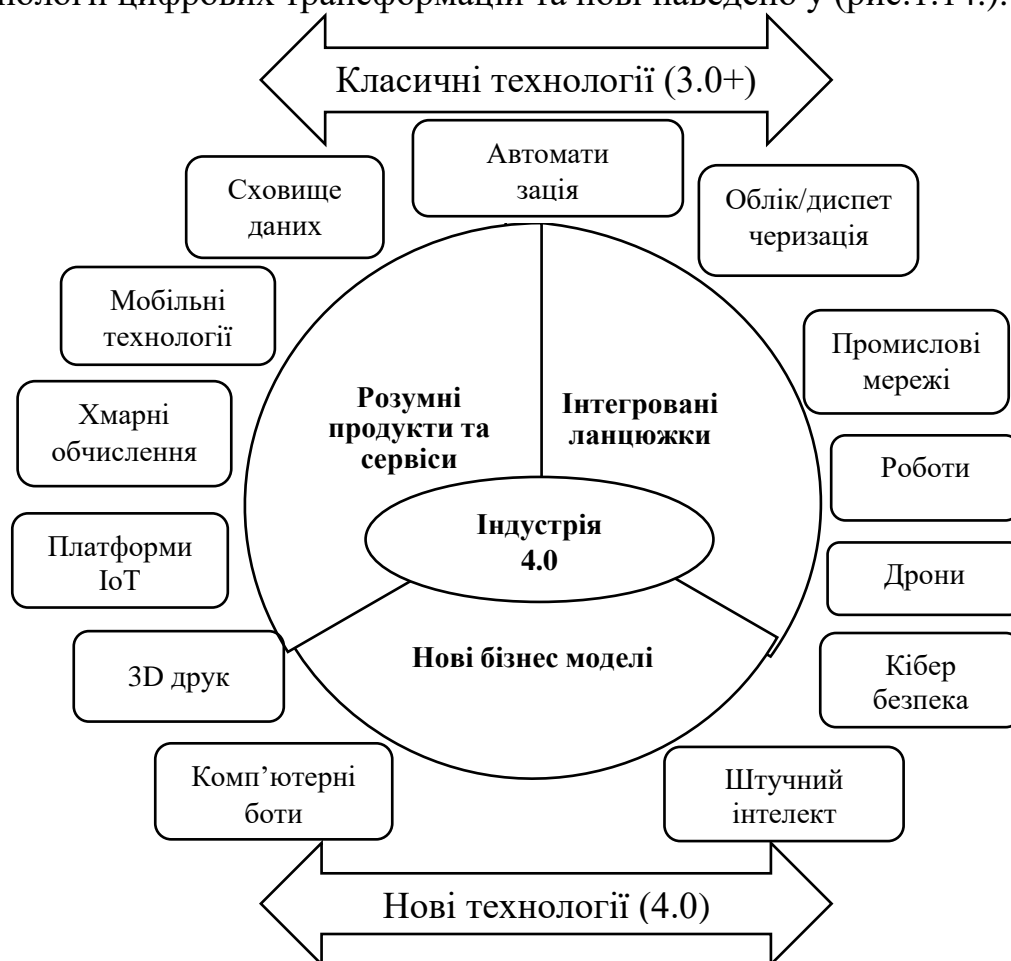 нології цифрових трансформацій та нові наведено у (рис.1.14.).
Класичні технології (3.0+)
Автомати
зація
Сховище
даних
Облік/диспет
черизація
Мобільні
технології
Промислові
мережі
Хмарні
обчислення
Розумні
продукти та
сервіси
Інтегровані
ланцюжки
Роботи
Індустрія
4.0
Платформи
IoT
Дрони
3D друк
Нові бізнес моделі
Кібер
безпека
Комп’ютерні
боти
Штучний
інтелект
Нові технології (4.0)